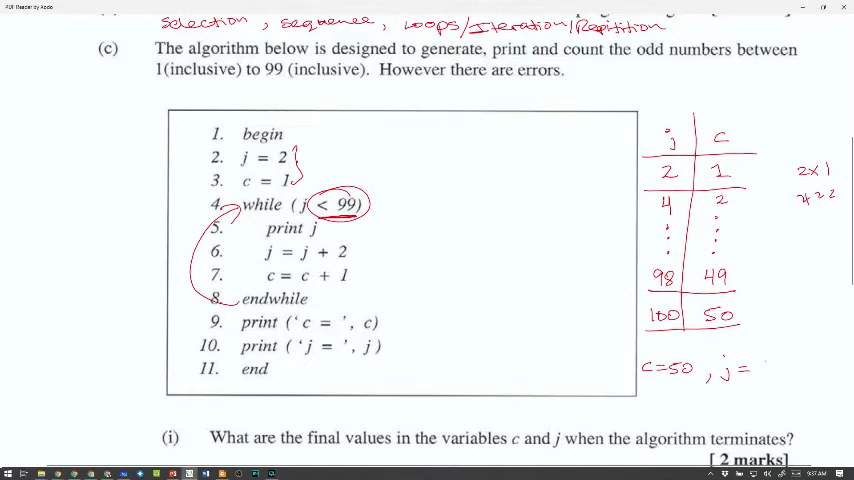 PDF Reader by Xodo
Selection, Sequence, Loops/Iteration/Repitition
(c) The algorithm below is designed to generate, print and count the odd numbers between
1(inclusive) to 99 (inclusive). However there are errors.
1. begin
2. j = 2
3. c = 1
4. while (j < 99)
5. print j
6. j = j + 2
7. c = c + 1
8. endwhile
9. print (‘ c = ’, c)
10. print ( ‘j = ’, j )
11. end
j c
2 1 2x1
4 2
98 49
100 50
c=50 , j =
(i) What are the final values in the variables c and j when the algorithm terminates?
[ 2 marks]
9:37 AM